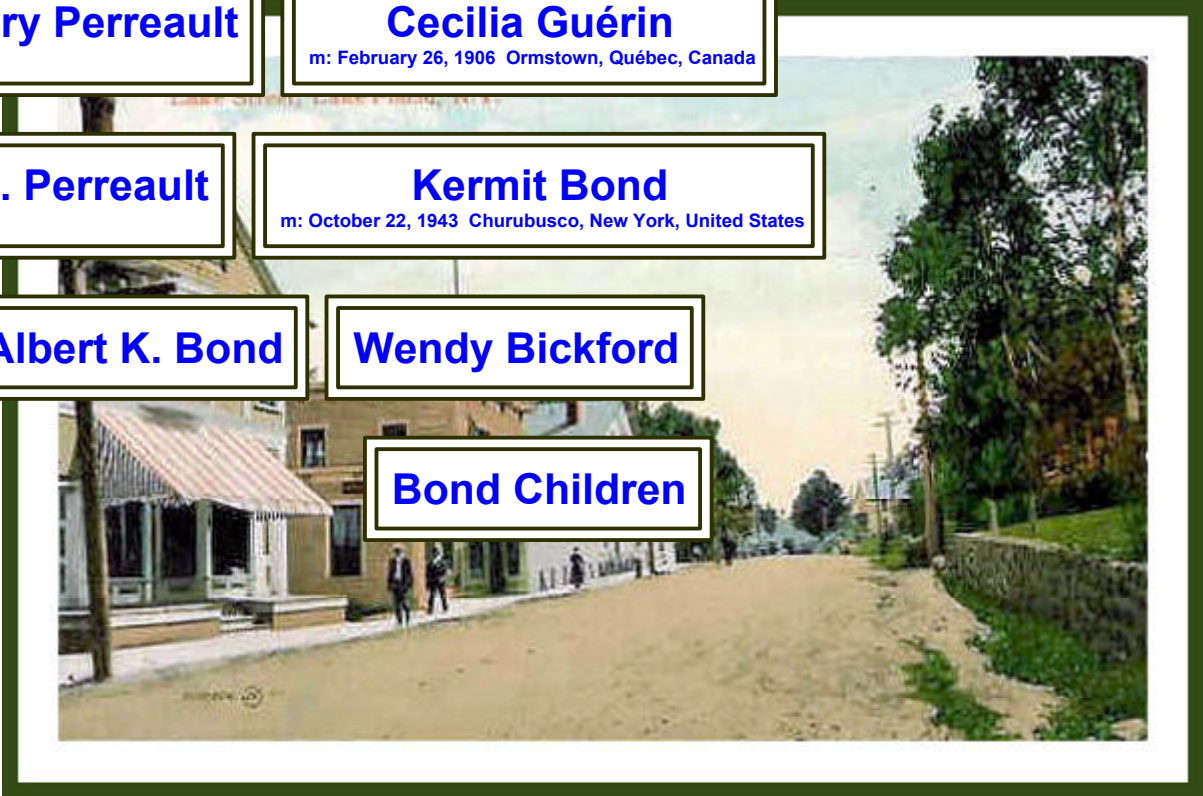 ry Perreault
Cecilia Guérin
m: February 26, 1906 Ormstown, Québec, Canada
. Perreault
Kermit Bond
m: October 22, 1943 Churubusco, New York, United States
Albert K. Bond
Wendy Bickford
Bond Children